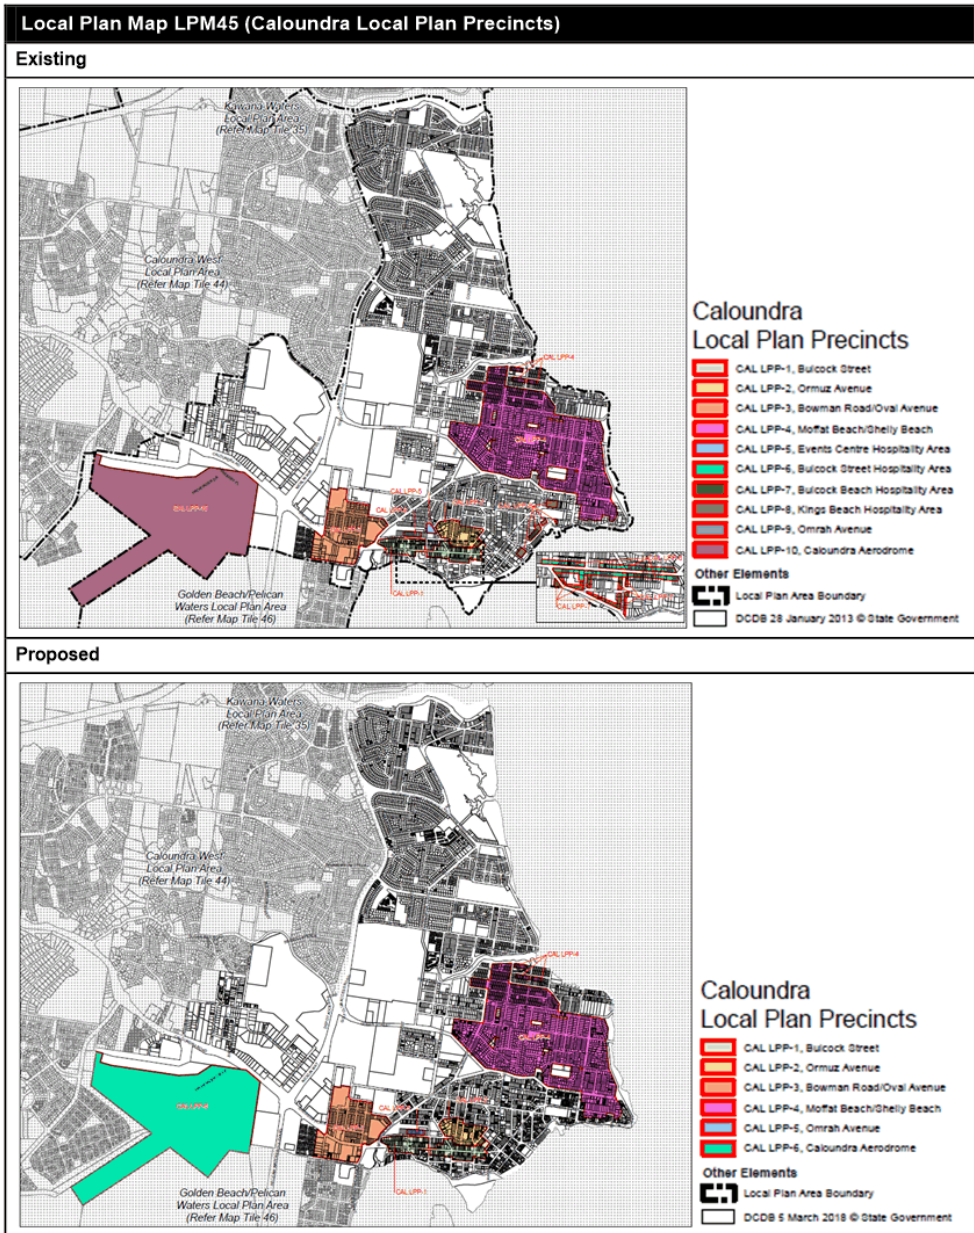 Local Plan Map LPM45 (Caloundra Local Plan Precincts)
Existing
Kawana Waters
Local Plan Area
(Refer Map Tile 35)
Caloundra West
Local Plan Area
(Refer Map Tile 44)
CAL LPP-4
CAL LPP-1
Golden Beach/Pelican
Waters Local Plan Area
(Refer Map Tile 46)
Caloundra
Local Plan Precincts
CAL LPP-1, Bulcock Street
CAL LPP-2, Ormuz Avenue
CAL LPP-3, Bowman Road/Oval Avenue
CAL LPP-4, Moffat Beach/Shelly Beach
CAL LPP-5, Events Centre Hospitality Area
CAL LPP-6, Bulcock Street Hospitality Area
CAL LPP-7, Bulcock Beach Hospitality Area
CAL LPP-8, Kings Beach Hospitality Area
CAL LPP-9, Omrah Avenue
CAL LPP-10, Caloundra Aerodrome
Other Elements
Local Plan Area Boundary
DCDB 28 January 2013 © State Government
Proposed
Kawana Waters
Local Plan Area
(Refer Map Tile 35)
Caloundra West
Local Plan Area
(Refer Map Tile 44)
CAL LPP-4
CAL LPP-1
Golden Beach/Pelican
Waters Local Plan Area
(Refer Map Tile 46)
Caloundra
Local Plan Precincts
CAL LPP-1, Bulcock Street
CAL LPP-2, Ormuz Avenue
CAL LPP-3, Bowman Road/Oval Avenue
CAL LPP-4, Moffat Beach/Shelly Beach
CAL LPP-5, Omrah Avenue
CAL LPP-6, Caloundra Aerodrome
Other Elements
Local Plan Area Boundary
DCDB 5 March 2018 © State Government